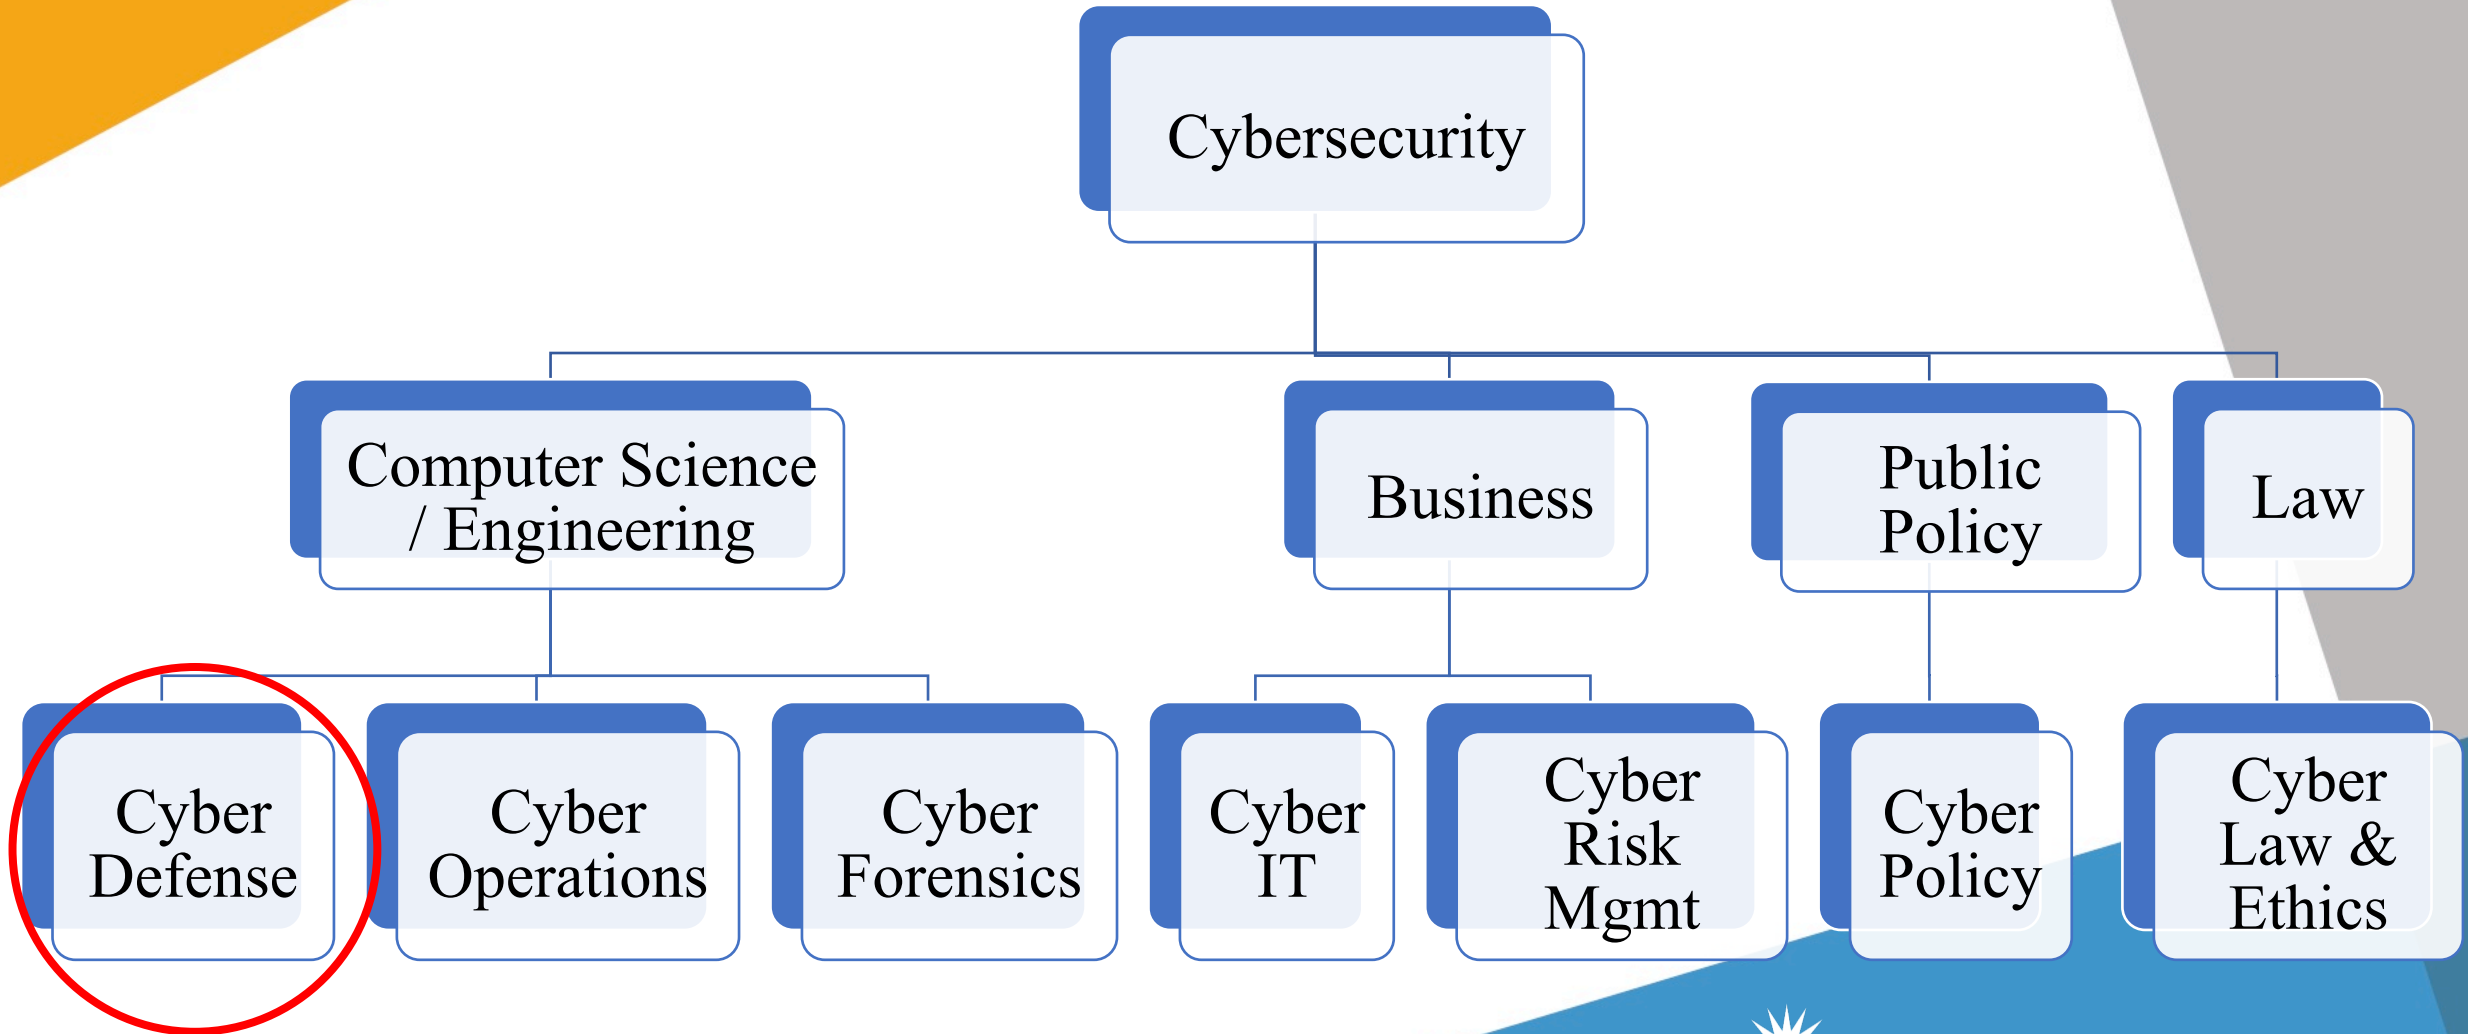 Cybersecurity
Computer Science
/ Engineering
Business
Public
Policy
Law
Cyber
Defense
Cyber
Operations
Cyber
Forensics
Cyber
IT
Cyber
Risk
Mgmt
Cyber
Policy
Cyber
Law &
Ethics